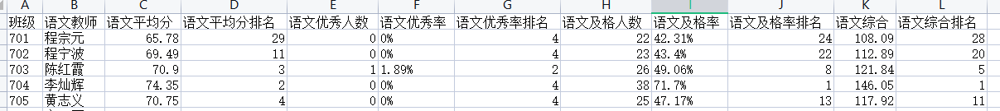 A B C D E F G H I J K L
班级 语文教师 语文平均分 语文平均分排名 语文优秀人数 语文优秀率 语文优秀率排名 语文及格人数 语文及格率 语文及格率排名 语文综合 语文综合排名
701 程宗元 65.78 29 0 0% 4 22 42.31% 24 108.09 28
702 程宁波 69.49 11 0 0% 4 23 43.4% 22 112.89 20
703 陈红霞 70.9 3 1 1.89% 2 26 49.06% 8 121.84 5
704 李灿辉 74.35 2 0 0% 4 38 71.7% 1 146.05 1
705 黄志义 70.75 4 0 0% 4 25 47.17% 13 117.92 11